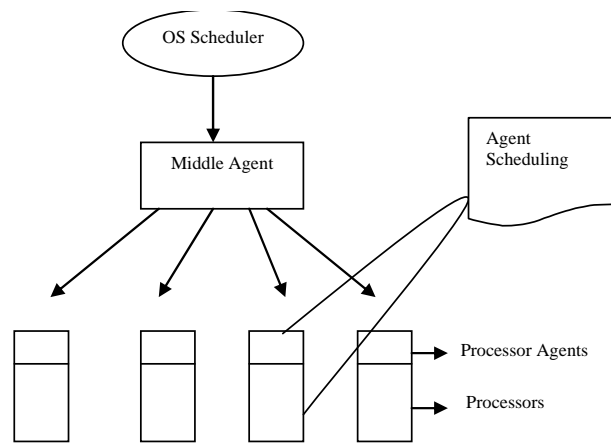 OS Scheduler
Middle Agent
Agent
Scheduling
Processor Agents
Processors